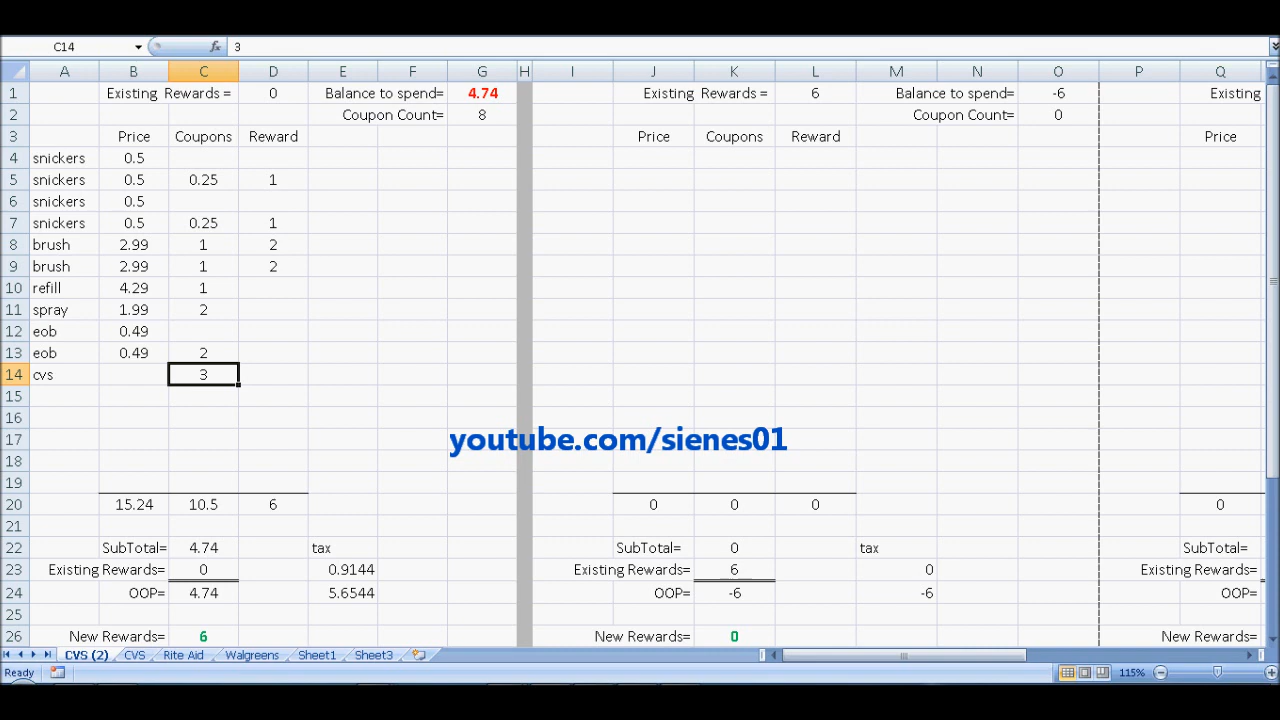 C14 fx 3
A B C D E F G H I J K L M N O P Q
1 Existing Rewards = 0 Balance to spend= 4.74 Existing Rewards = 6 Balance to spend= -6 Existing
2 Coupon Count= 8 Coupon Count= 0
3 Price Coupons Reward Price Coupons Reward Price
4 snickers 0.5
5 snickers 0.5 0.25 1
6 snickers 0.5
7 snickers 0.5 0.25 1
8 brush 2.99 1 2
9 brush 2.99 1 2
10 refill 4.29 1
11 spray 1.99 2
12 eob 0.49
13 eob 0.49 2
14 cvs 3
15
16
17 youtube.com/sienes01
18
19
20 15.24 10.5 6 0 0 0 0
21
22 SubTotal= 4.74 tax SubTotal= 0 tax SubTotal=
23 Existing Rewards= 0 0.9144 Existing Rewards= 6 0 Existing Rewards=
24 OOP= 4.74 5.6544 OOP= -6 -6 OOP=
25
26 New Rewards= 6 New Rewards= 0 New Rewards=
CVS (2) CVS Rite Aid Walgreens Sheet1 Sheet3
Ready 115%